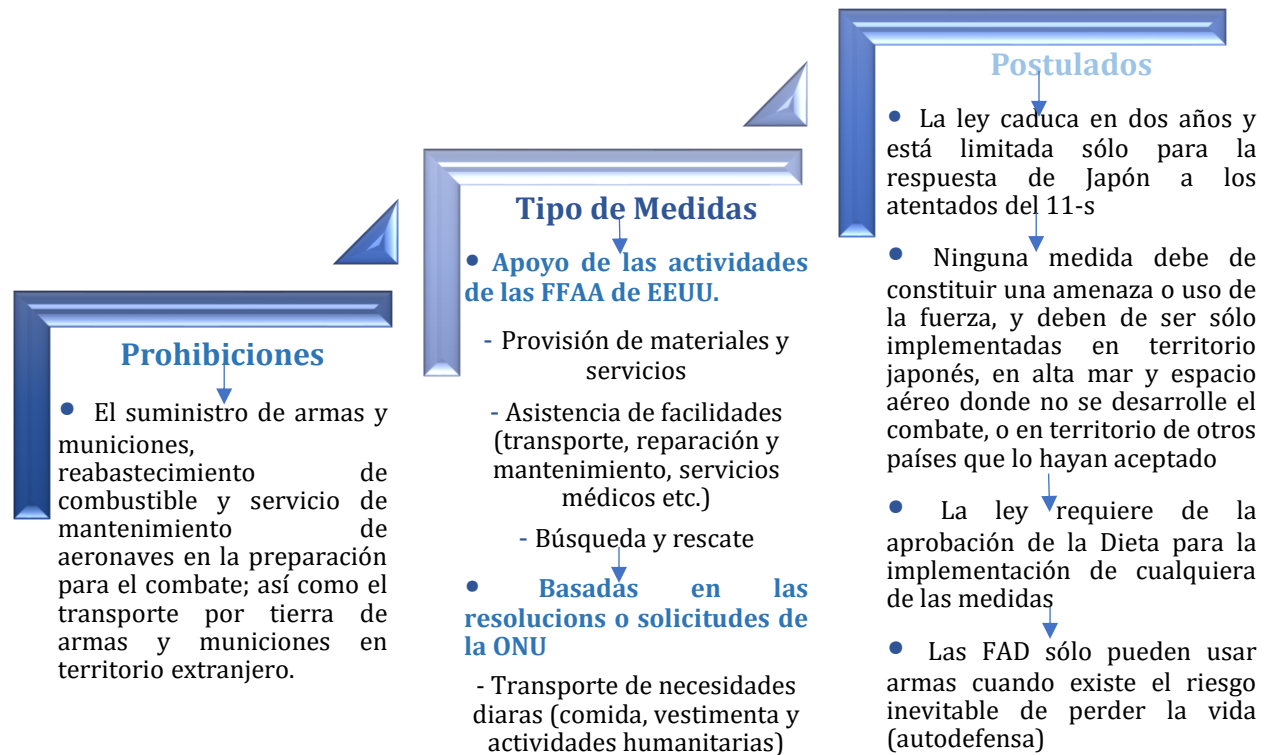 Prohibiciones
• El suministro de armas y
municiones,
reabastecimiento de
combustible y servicio de
mantenimiento de
aeronaves en la preparación
para el combate; así como el
transporte por tierra de
armas y municiones en
territorio extranjero.
Tipo de Medidas
• Apoyo de las actividades
de las FFAA de EEUU.
- Provisión de materiales y
servicios
- Asistencia de facilidades
(transporte, reparación y
mantenimiento, servicios
médicos etc.)
- Búsqueda y rescate
• Basadas en las
resolucions o solicitudes de
la ONU
- Transporte de necesidades
diaras (comida, vestimenta y
actividades humanitarias)
Postulados
• La ley caduca en dos años y
está limitada sólo para la
respuesta de Japón a los
atentados del 11-s
• Ninguna medida debe de
constituir una amenaza o uso de
la fuerza, y deben de ser sólo
implementadas en territorio
japonés, en alta mar y espacio
aéreo donde no se desarrolle el
combate, o en territorio de otros
países que lo hayan aceptado
• La ley requiere de la
aprobación de la Dieta para la
implementación de cualquiera
de las medidas
• Las FAD sólo pueden usar
armas cuando existe el riesgo
inevitable de perder la vida
(autodefensa)